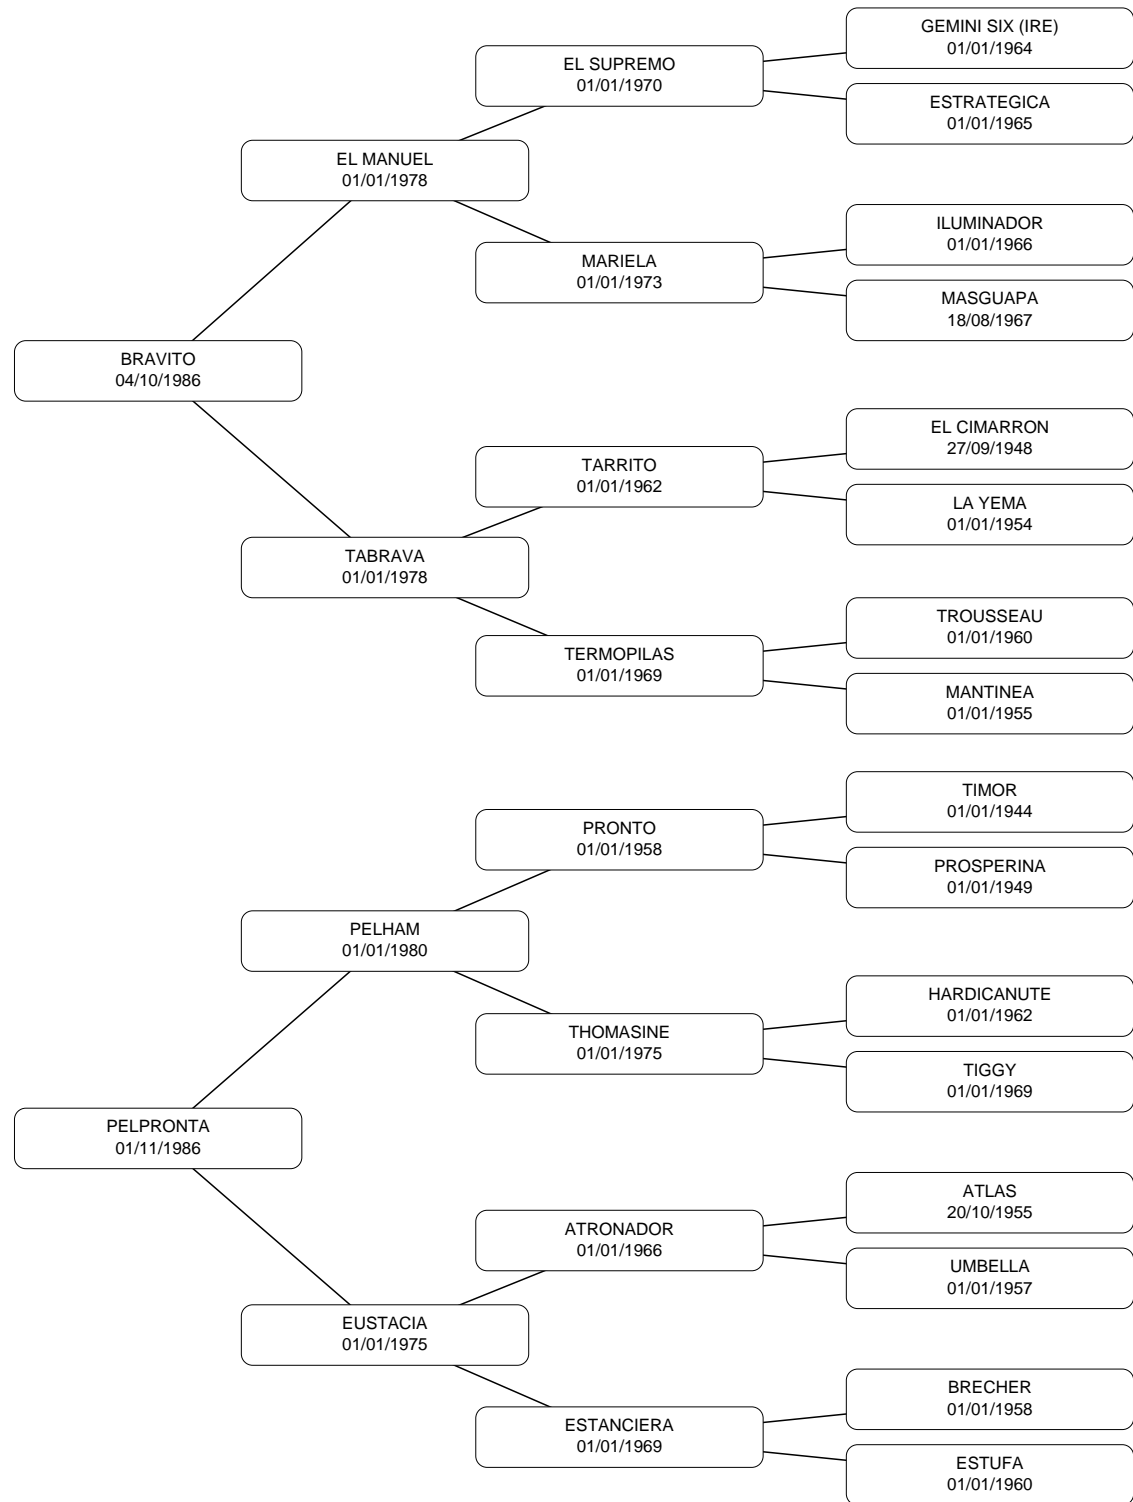 GEMINI SIX (IRE)
01/01/1964
EL SUPREMO
01/01/1970
ESTRATEGICA
01/01/1965
EL MANUEL
01/01/1978
ILUMINADOR
01/01/1966
MARIELA
01/01/1973
MASGUAPA
18/08/1967
BRAVITO
04/10/1986
EL CIMARRON
27/09/1948
TARRITO
01/01/1962
LA YEMA
01/01/1954
TABRAVA
01/01/1978
TROUSSEAU
01/01/1960
TERMOPILAS
01/01/1969
MANTINEA
01/01/1955
TIMOR
01/01/1944
PRONTO
01/01/1958
PROSPERINA
01/01/1949
PELHAM
01/01/1980
HARDICANUTE
01/01/1962
THOMASINE
01/01/1975
TIGGY
01/01/1969
PELPRONTA
01/11/1986
ATLAS
20/10/1955
ATRONADOR
01/01/1966
UMBELLA
01/01/1957
EUSTACIA
01/01/1975
BRECHER
01/01/1958
ESTANCIERA
01/01/1969
ESTUFA
01/01/1960